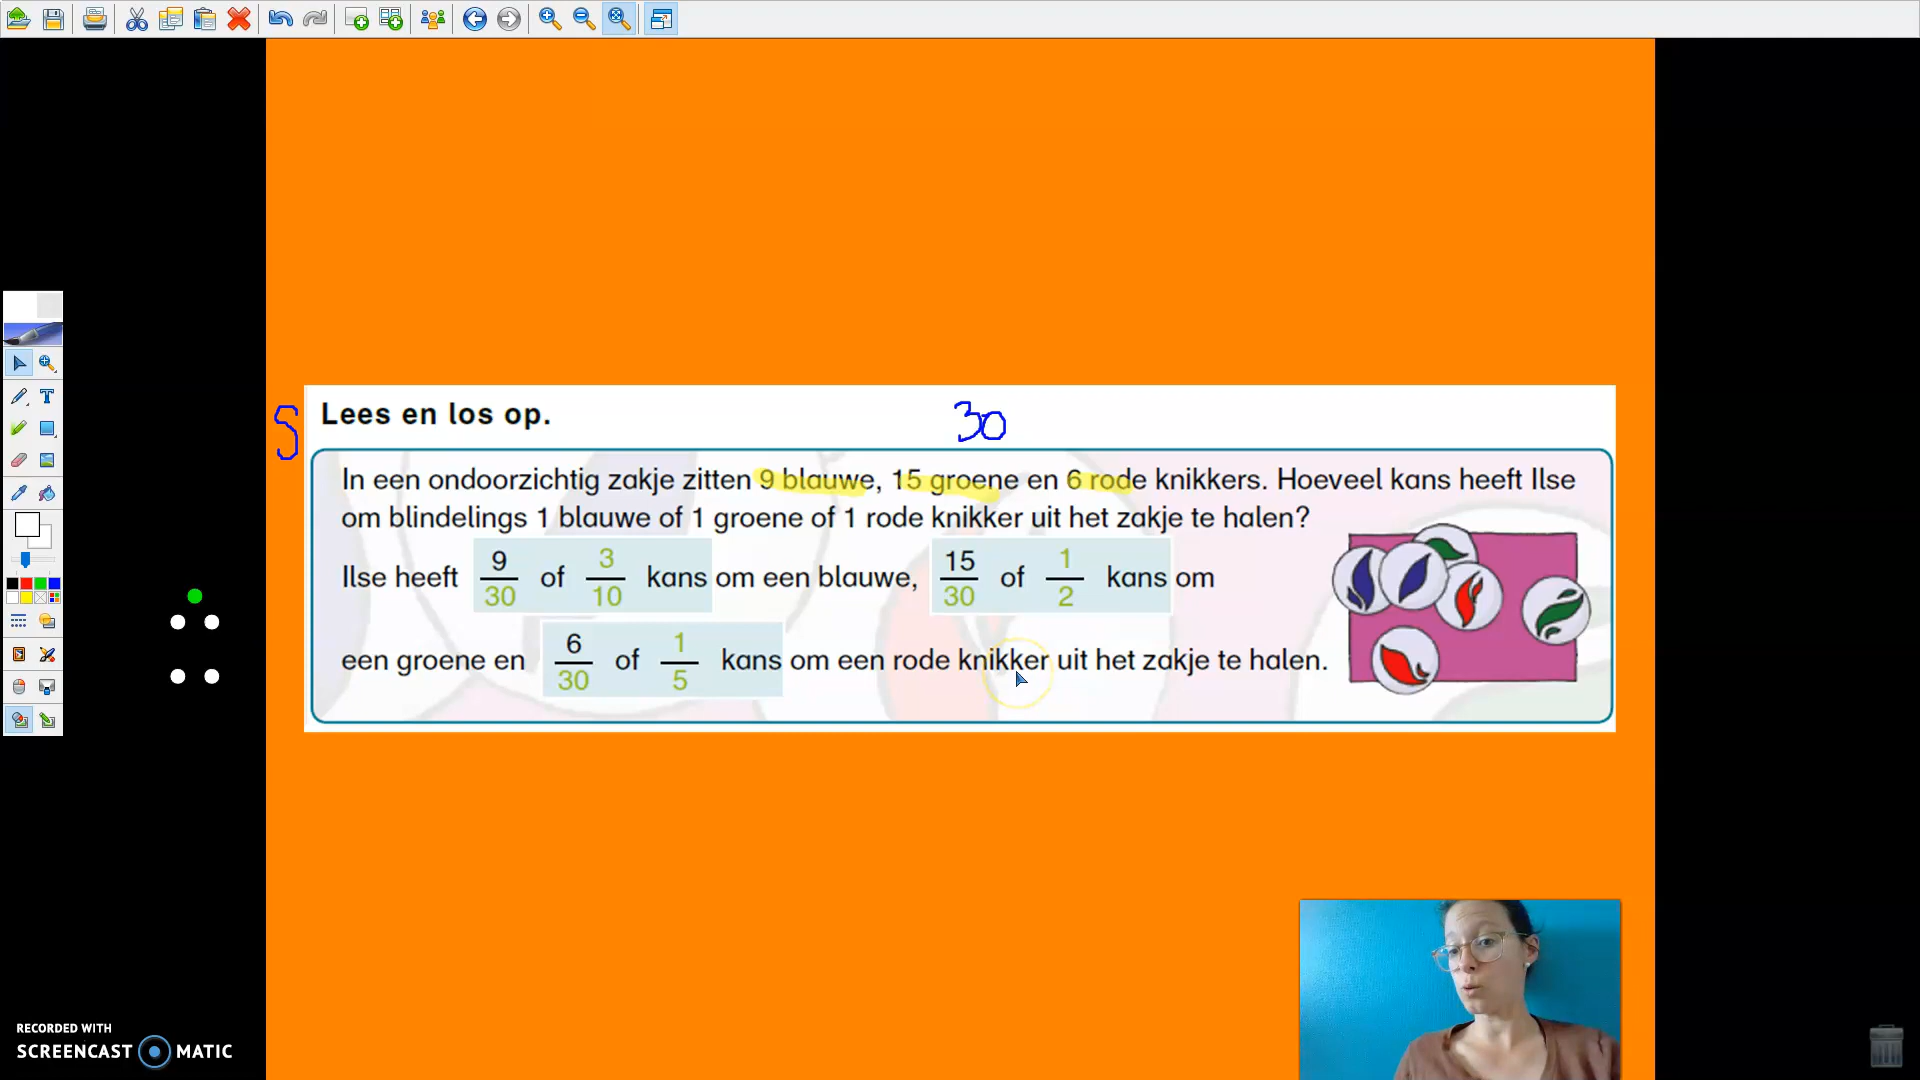 Lees en los op.
30
S
In een ondoorzichtig zakje zitten 9 blauwe, 15 groene en 6 rode knikkers. Hoeveel kans heeft Ilse
om blindelings 1 blauwe of 1 groene of 1 rode knikker uit het zakje te halen?
Ilse heeft 9/30 of 3/10 kans om een blauwe, 15/30 of 1/2 kans om
een groene en 6/30 of 1/5 kans om een rode knikker uit het zakje te halen.
RECORDED WITH
SCREENCAST MATIC